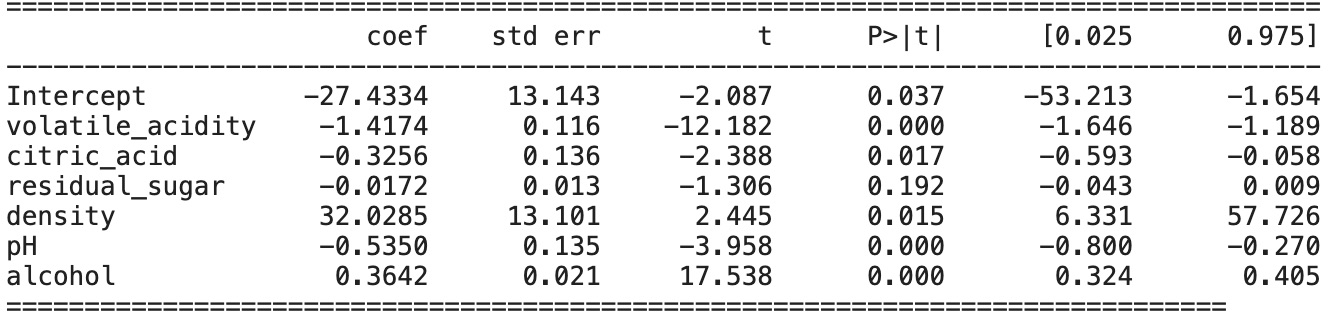 ==============================================================================
coef std err t P>|t| [0.025 0.975]
------------------------------------------------------------------------------------
Intercept −27.4334 13.143 −2.087 0.037 −53.213 −1.654
volatile_acidity −1.4174 0.116 −12.182 0.000 −1.646 −1.189
citric_acid −0.3256 0.136 −2.388 0.017 −0.593 −0.058
residual_sugar −0.0172 0.013 −1.306 0.192 −0.043 0.009
density 32.0285 13.101 2.445 0.015 6.331 57.726
pH −0.5350 0.135 −3.958 0.000 −0.800 −0.270
alcohol 0.3642 0.021 17.538 0.000 0.324 0.405
==============================================================================